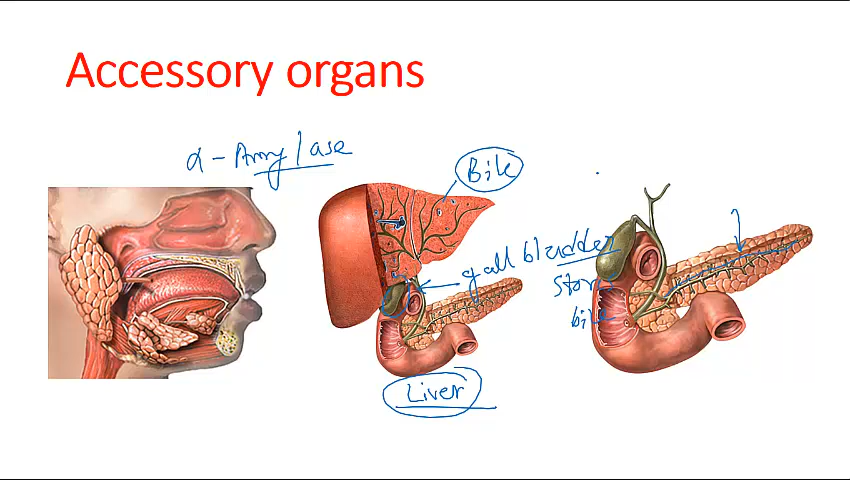 Accessory organs
α-Amylase
Bile
gall bladder
store
bile
Liver